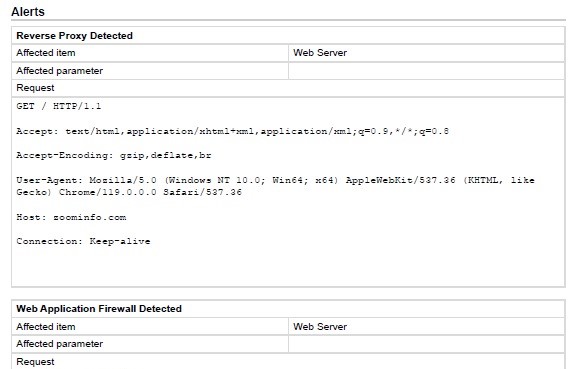 Alerts
Reverse Proxy Detected
Affected item Web Server
Affected parameter
Request
GET / HTTP/1.1
Accept: text/html,application/xhtml+xml,application/xml;q=0.9,*/*;q=0.8
Accept-Encoding: gzip,deflate,br
User-Agent: Mozilla/5.0 (Windows NT 10.0; Win64; x64) AppleWebKit/537.36 (KHTML, like
Gecko) Chrome/119.0.0.0 Safari/537.36
Host: zoominfo.com
Connection: Keep-alive
Web Application Firewall Detected
Affected item Web Server
Affected parameter
Request